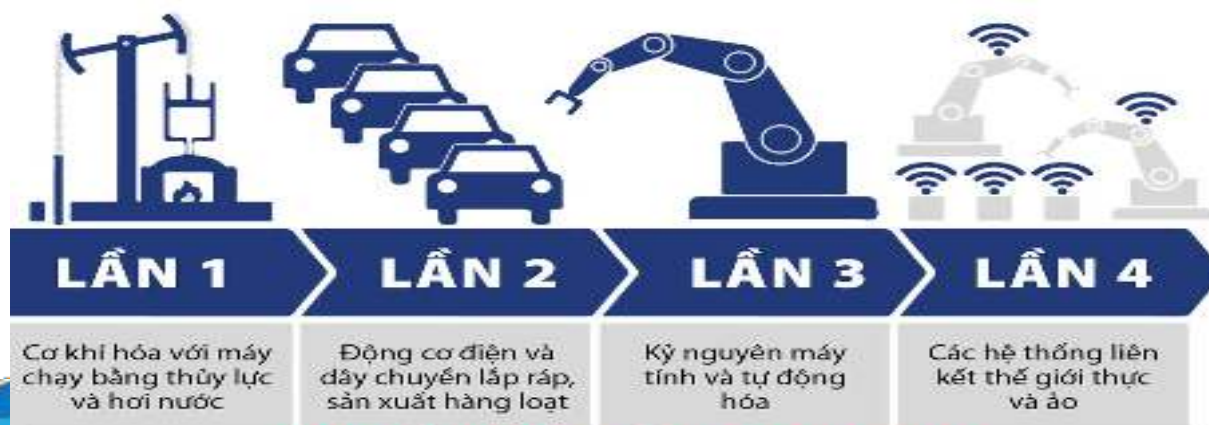 LẦN 1
LẦN 2
LẦN 3
LẦN 4
Cơ khí hóa với máy
chạy bằng thủy lực
và hơi nước
Động cơ điện và
dây chuyền lắp ráp,
sản xuất hàng loạt
Kỷ nguyên máy
tính và tự động
hóa
Các hệ thống liên
kết thế giới thực
và ảo